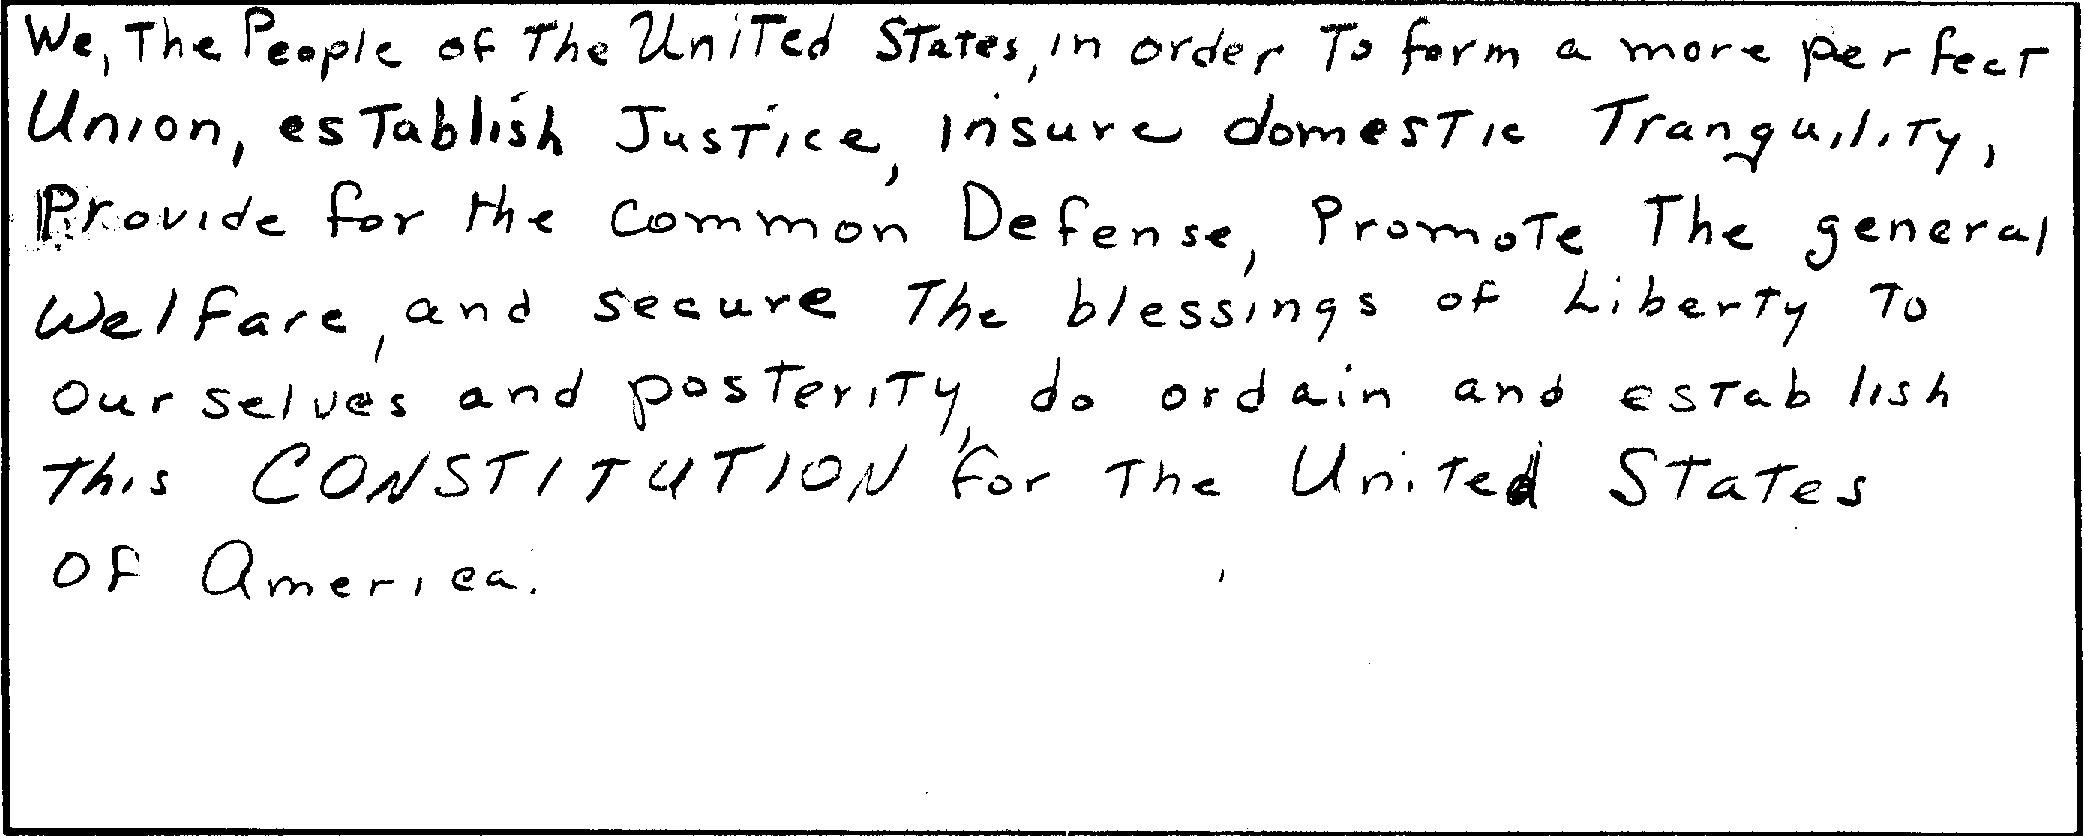 We, The People of The United States, in order To form a more perfect
Union, establish Justice, insure domestic Tranquility,
Provide for the common Defense, Promote The general
Welfare, and secure The blessings of Liberty To
ourselves and posterity, do ordain and establish
This CONSTITUTION for The United States
of America.